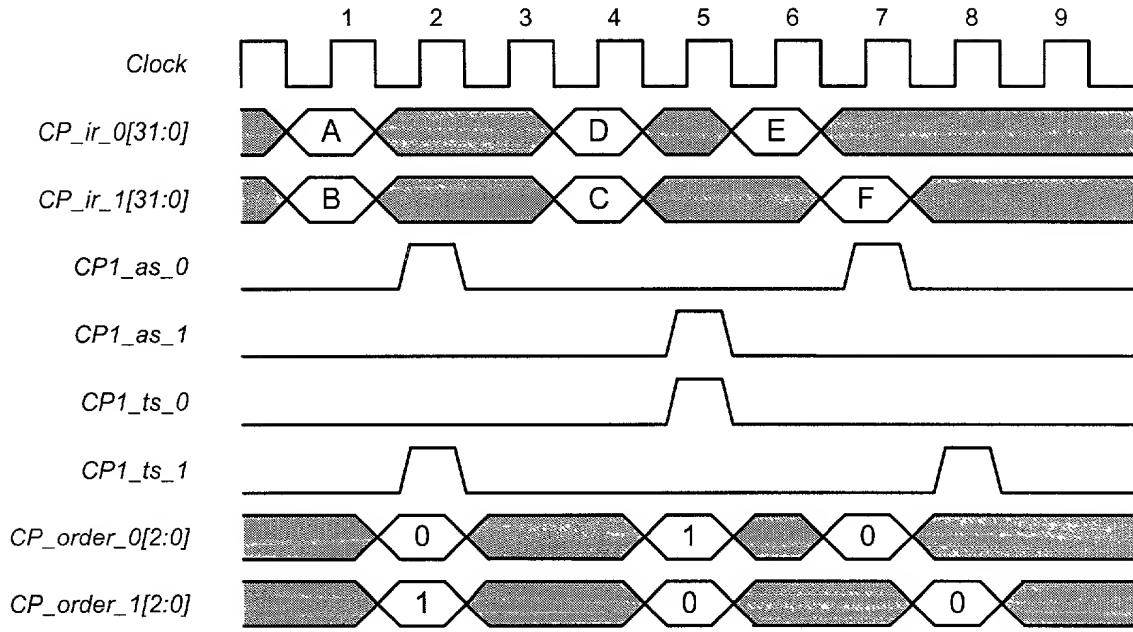 1 2 3 4 5 6 7 8 9
Clock
CP_ir_0[31:0] A D E
CP_ir_1[31:0] B C F
CP1_as_0
CP1_as_1
CP1_ts_0
CP1_ts_1
CP_order_0[2:0] 0 1 0
CP_order_1[2:0] 1 0 0